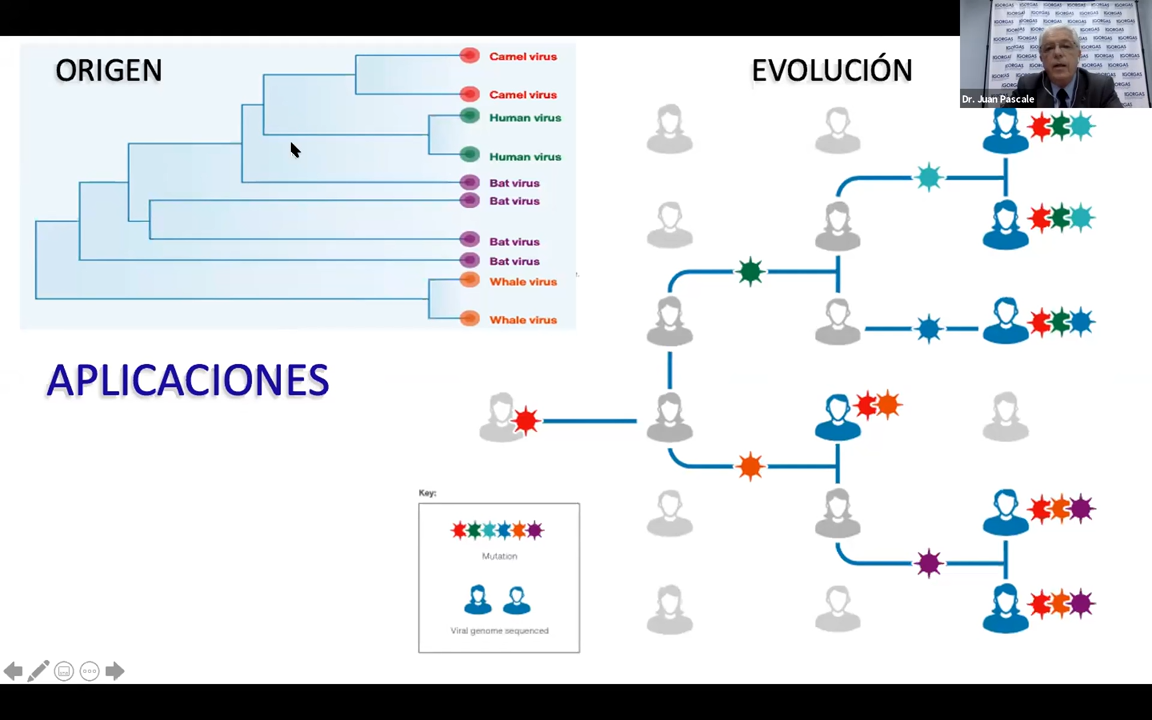 ORIGEN
Camel virus
Camel virus
Human virus
Human virus
Bat virus
Bat virus
Bat virus
Bat virus
Whale virus
Whale virus
EVOLUCIÓN
IGORGAS
Dr. Juan Pascale
APLICACIONES
Key:
Mutation
Viral genome sequenced